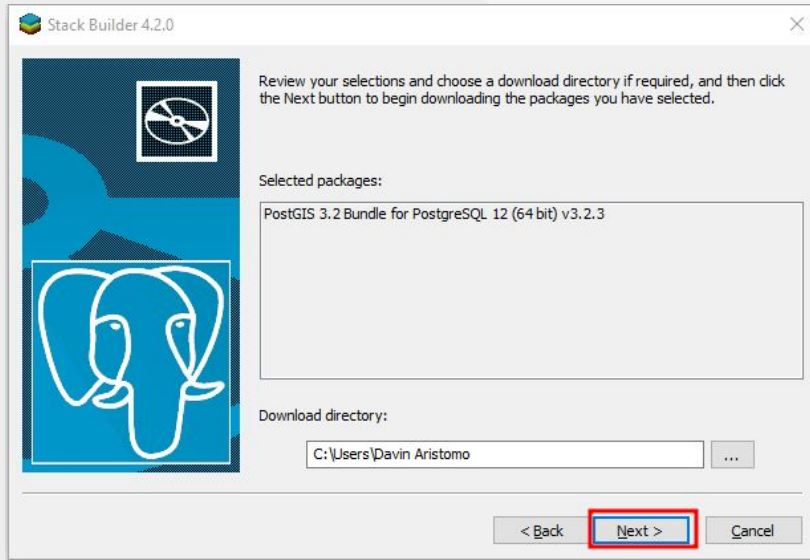 Stack Builder 4.2.0
Review your selections and choose a download directory if required, and then click
the Next button to begin downloading the packages you have selected.
Selected packages:
PostGIS 3.2 Bundle for PostgreSQL 12 (64 bit) v3.2.3
Download directory:
C:\Users\Davin Aristomo
...
< Back
Next >
Cancel